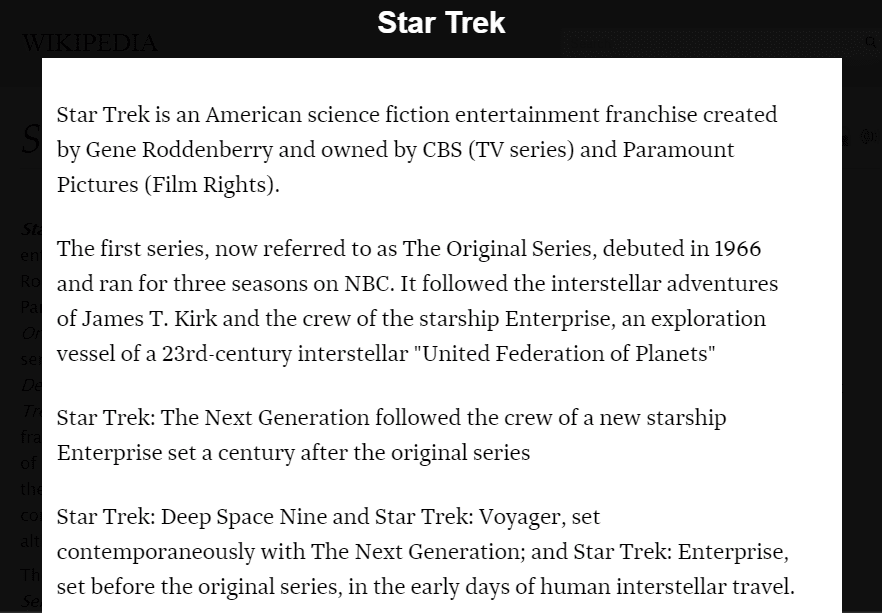 Star Trek
WIKIPEDIA
Star Trek is an American science fiction entertainment franchise created
by Gene Roddenberry and owned by CBS (TV series) and Paramount
Pictures (Film Rights).
The first series, now referred to as The Original Series, debuted in 1966
and ran for three seasons on NBC. It followed the interstellar adventures
of James T. Kirk and the crew of the starship Enterprise, an exploration
vessel of a 23rd-century interstellar "United Federation of Planets"
Star Trek: The Next Generation followed the crew of a new starship
Enterprise set a century after the original series
Star Trek: Deep Space Nine and Star Trek: Voyager, set
contemporaneously with The Next Generation; and Star Trek: Enterprise,
set before the original series, in the early days of human interstellar travel.